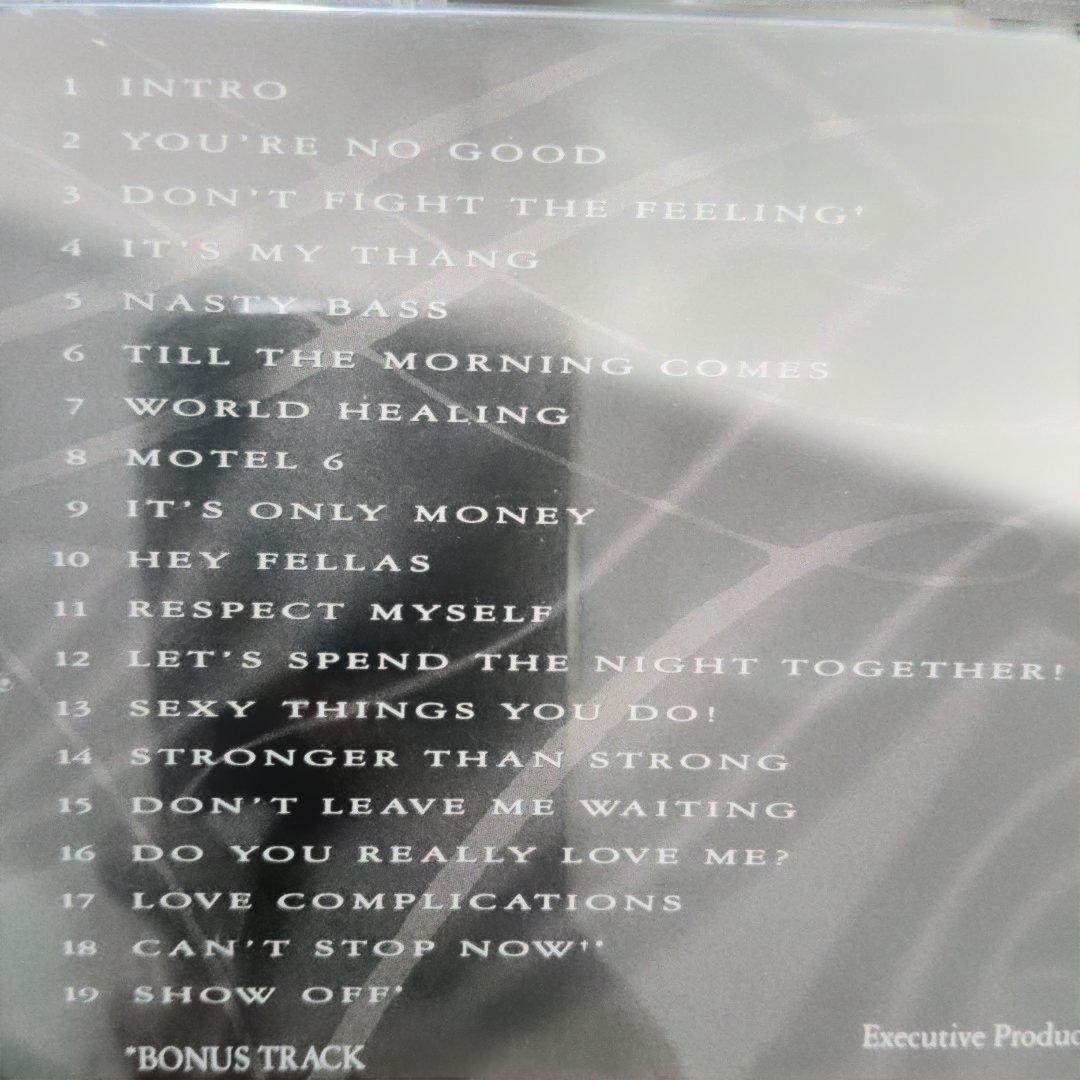 1 INTRO
2 YOU'RE NO GOOD
3 DON'T FIGHT THE FEELING†
4 IT'S MY THANG
5 NASTY BASS
6 TILL THE MORNING COMES
7 WORLD HEALING
8 MOTEL 6
9 IT'S ONLY MONEY
10 HEY FELLAS
11 RESPECT MYSELF
12 LET'S SPEND THE NIGHT TOGETHER!
13 SEXY THINGS YOU DO!
14 STRONGER THAN STRONG
15 DON'T LEAVE ME WAITING
16 DO YOU REALLY LOVE ME?
17 LOVE COMPLICATIONS
18 CAN'T STOP NOW†*
19 SHOW OFF*
*BONUS TRACK
Executive Produc